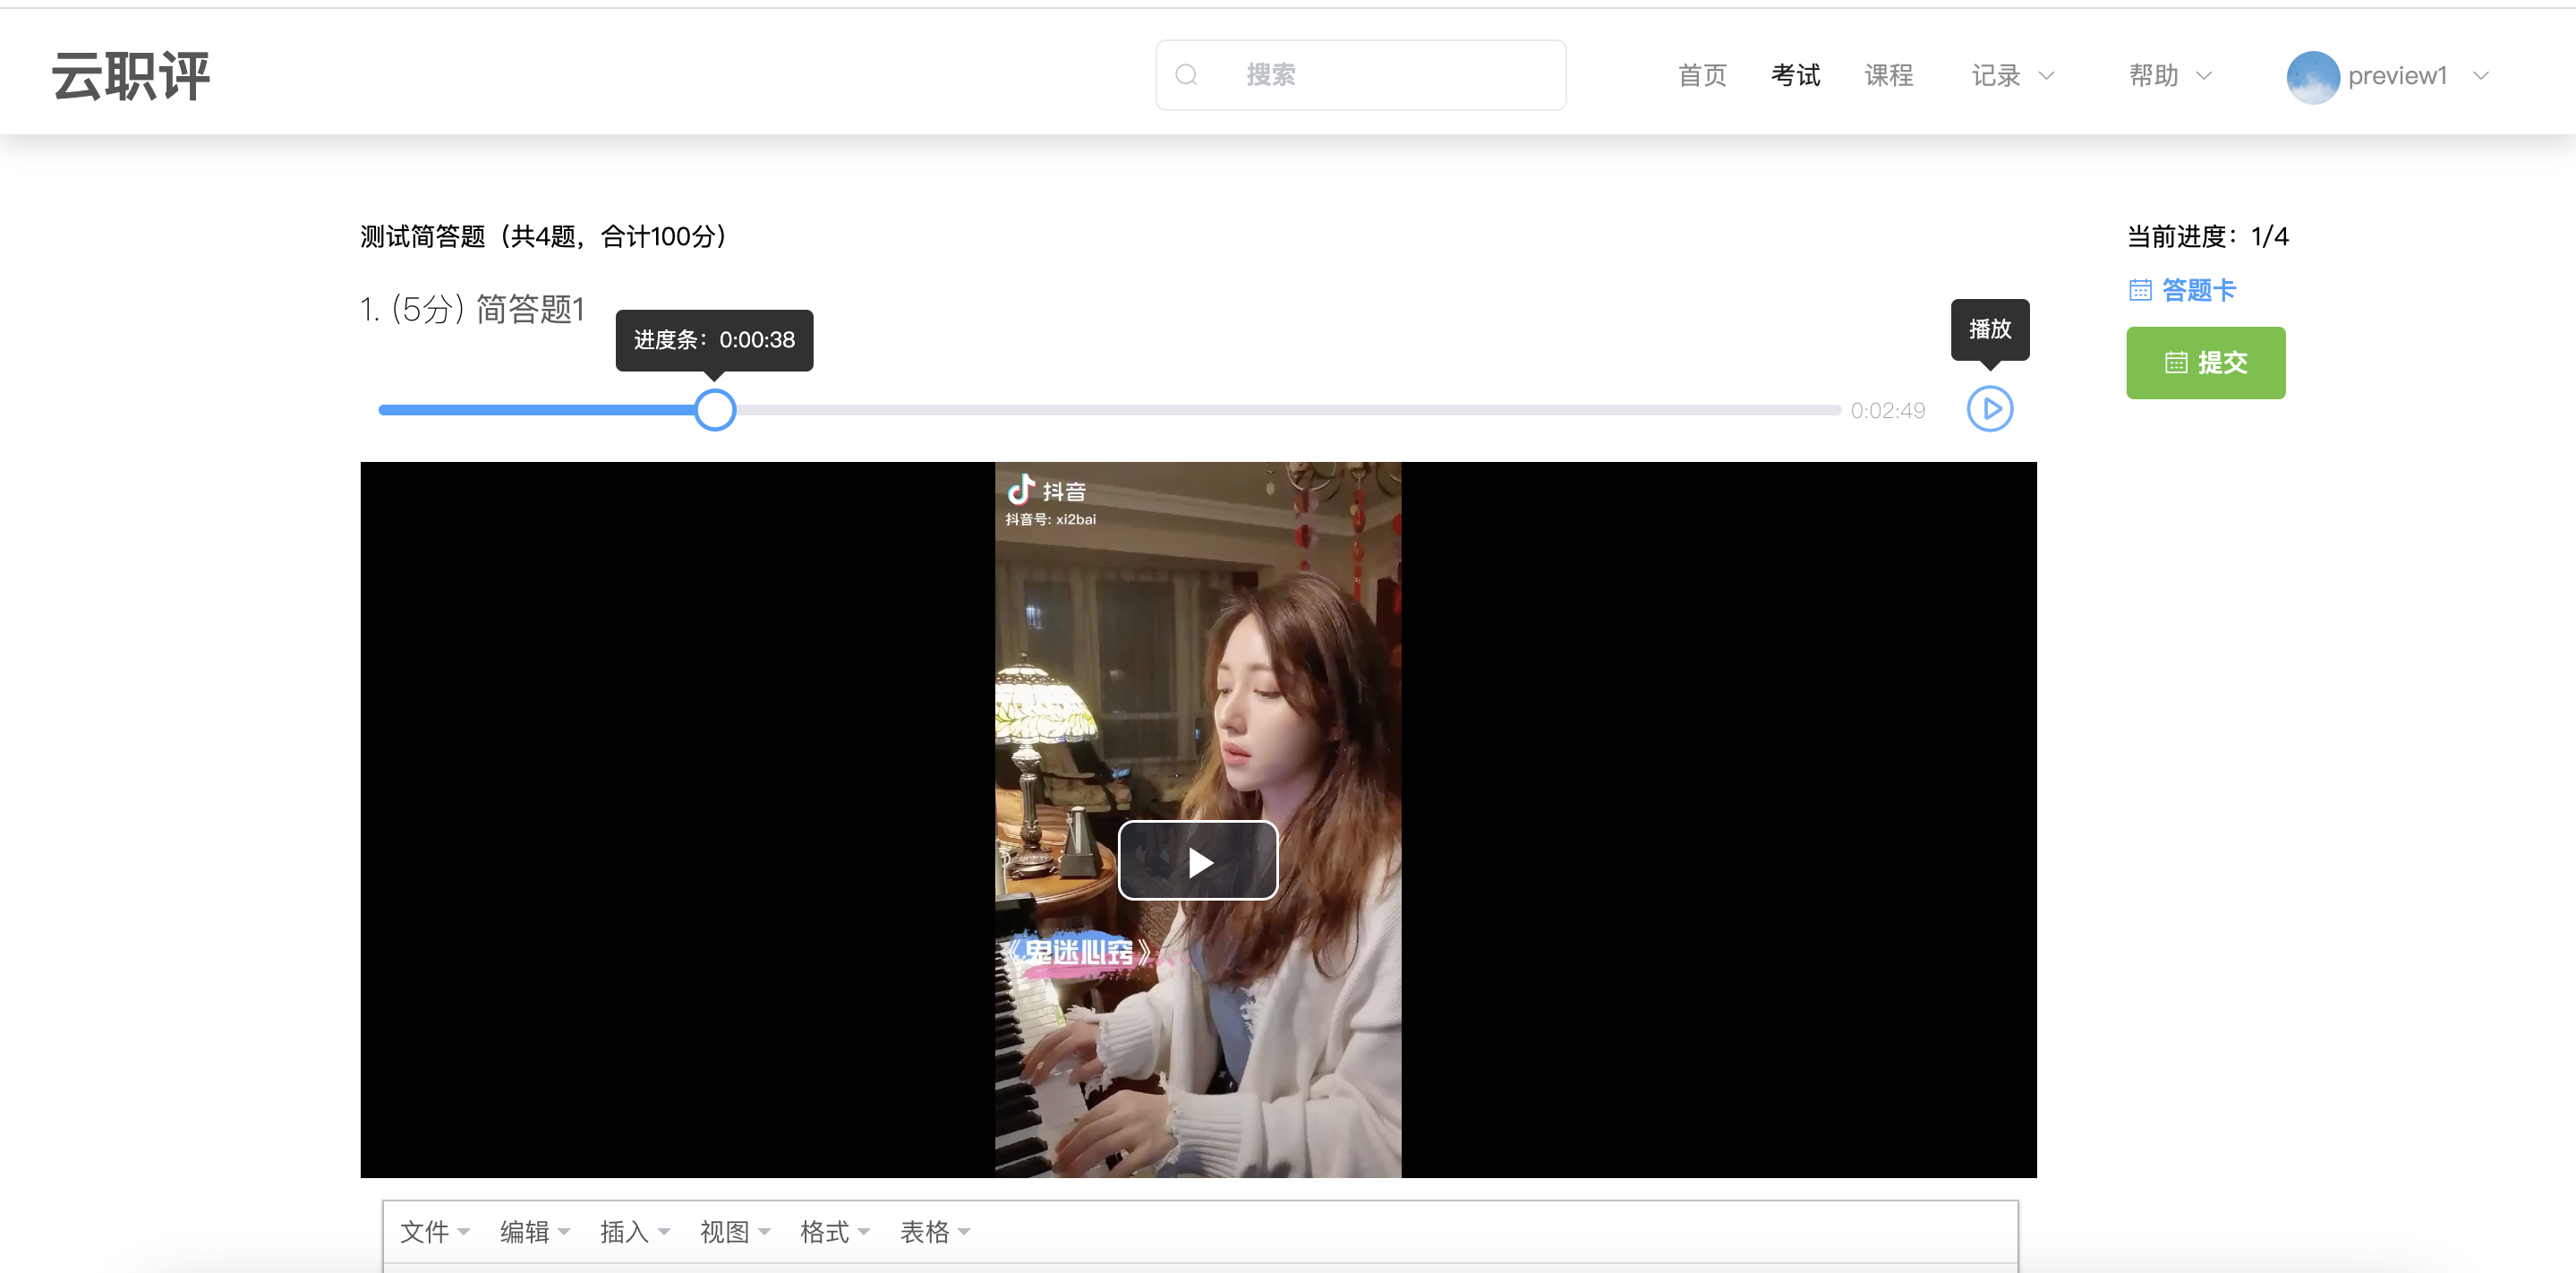 云职评
搜索
首页
考试
课程
记录
帮助
preview1
测试简答题（共4题，合计100分）
当前进度：1/4
答题卡
提交
1. (5分) 简答题1
进度条：0:00:38
播放
0:02:49
抖音
抖音号: xi2bai
《鬼迷心窍》
文件
编辑
插入
视图
格式
表格